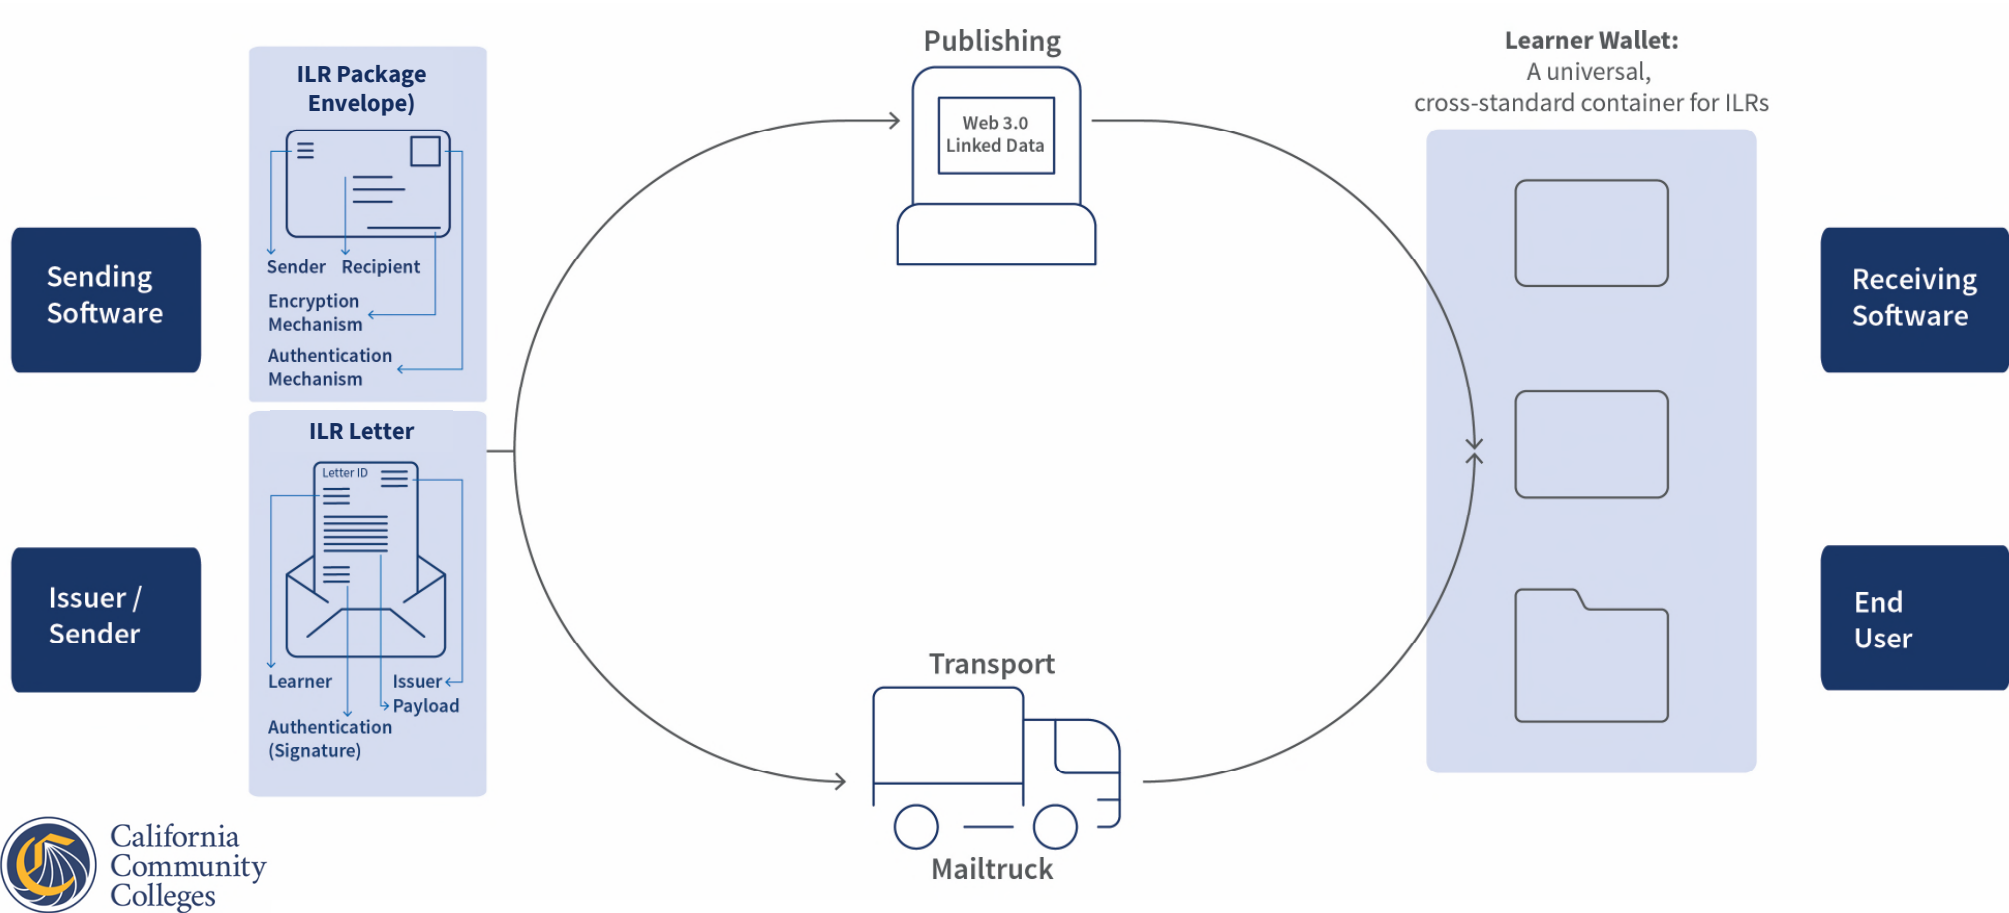 ILR Package
Envelope)
Sender
Recipient
Encryption
Mechanism
Authentication
Mechanism
Sending
Software
ILR Letter
Letter ID
Learner
Issuer
Payload
Authentication
(Signature)
Issuer /
Sender
Publishing
Web 3.0
Linked Data
Transport
Mailtruck
Learner Wallet:
A universal,
cross-standard container for ILRs
Receiving
Software
End
User
California
Community
Colleges